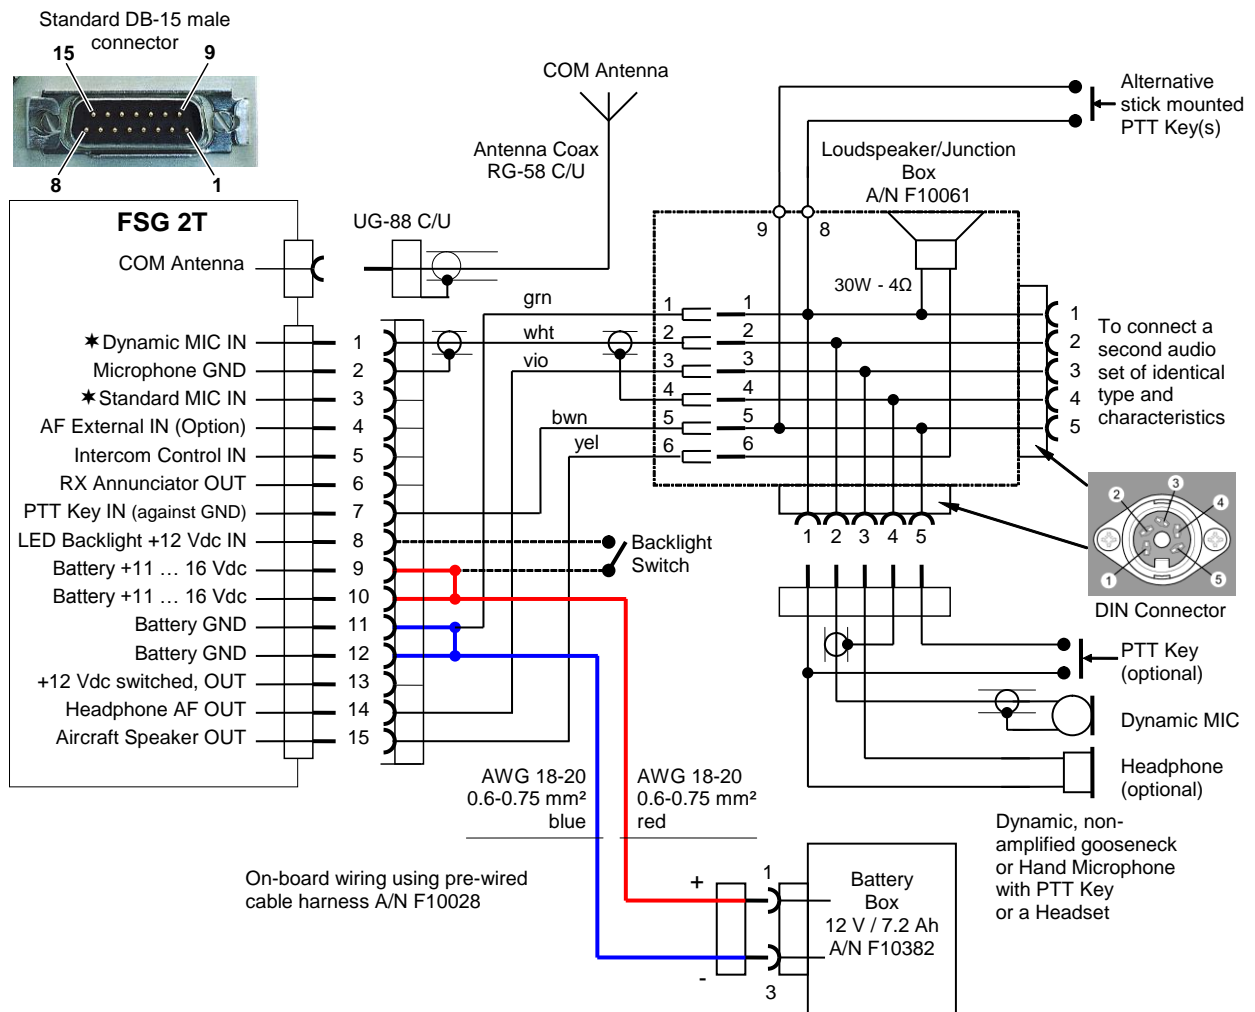 Standard DB-15 male
connector
15
9
8
1
COM Antenna
Antenna Coax
RG-58 C/U
Alternative
stick mounted
PTT Key(s)
Loudspeaker/Junction
Box
A/N F10061
9
8
30W - 4Ω
FSG 2T
UG-88 C/U
COM Antenna
grn
wht
vio
bwn
yel
✶Dynamic MIC IN 1
Microphone GND 2
✶Standard MIC IN 3
AF External IN (Option) 4
Intercom Control IN 5
RX Annunciator OUT 6
PTT Key IN (against GND) 7
LED Backlight +12 Vdc IN 8
Battery +11 ... 16 Vdc 9
Battery +11 ... 16 Vdc 10
Battery GND 11
Battery GND 12
+12 Vdc switched, OUT 13
Headphone AF OUT 14
Aircraft Speaker OUT 15
1 1 1
2 2 2
3 3 3
4 4 4
5 5 5
6 6
To connect a
second audio
set of identical
type and
characteristics
1 2 3 4 5
Backlight
Switch
3
2
4
1
5
DIN Connector
PTT Key
(optional)
Dynamic MIC
Headphone
(optional)
Dynamic, non-
amplified gooseneck
or Hand Microphone
with PTT Key
or a Headset
AWG 18-20
0.6-0.75 mm²
blue
AWG 18-20
0.6-0.75 mm²
red
On-board wiring using pre-wired
cable harness A/N F10028
+
-
1
3
Battery
Box
12 V / 7.2 Ah
A/N F10382